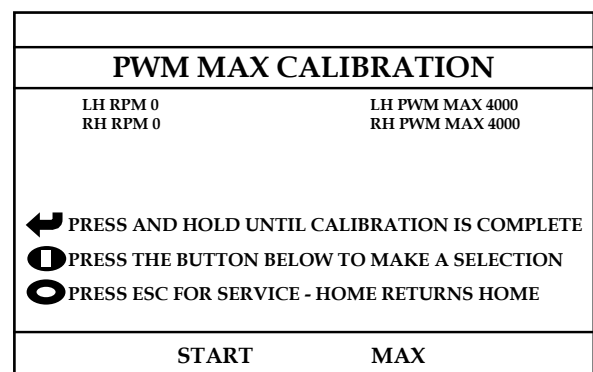 PWM MAX CALIBRATION
LH RPM 0 LH PWM MAX 4000
RH RPM 0 RH PWM MAX 4000
PRESS AND HOLD UNTIL CALIBRATION IS COMPLETE
PRESS THE BUTTON BELOW TO MAKE A SELECTION
PRESS ESC FOR SERVICE - HOME RETURNS HOME
START MAX